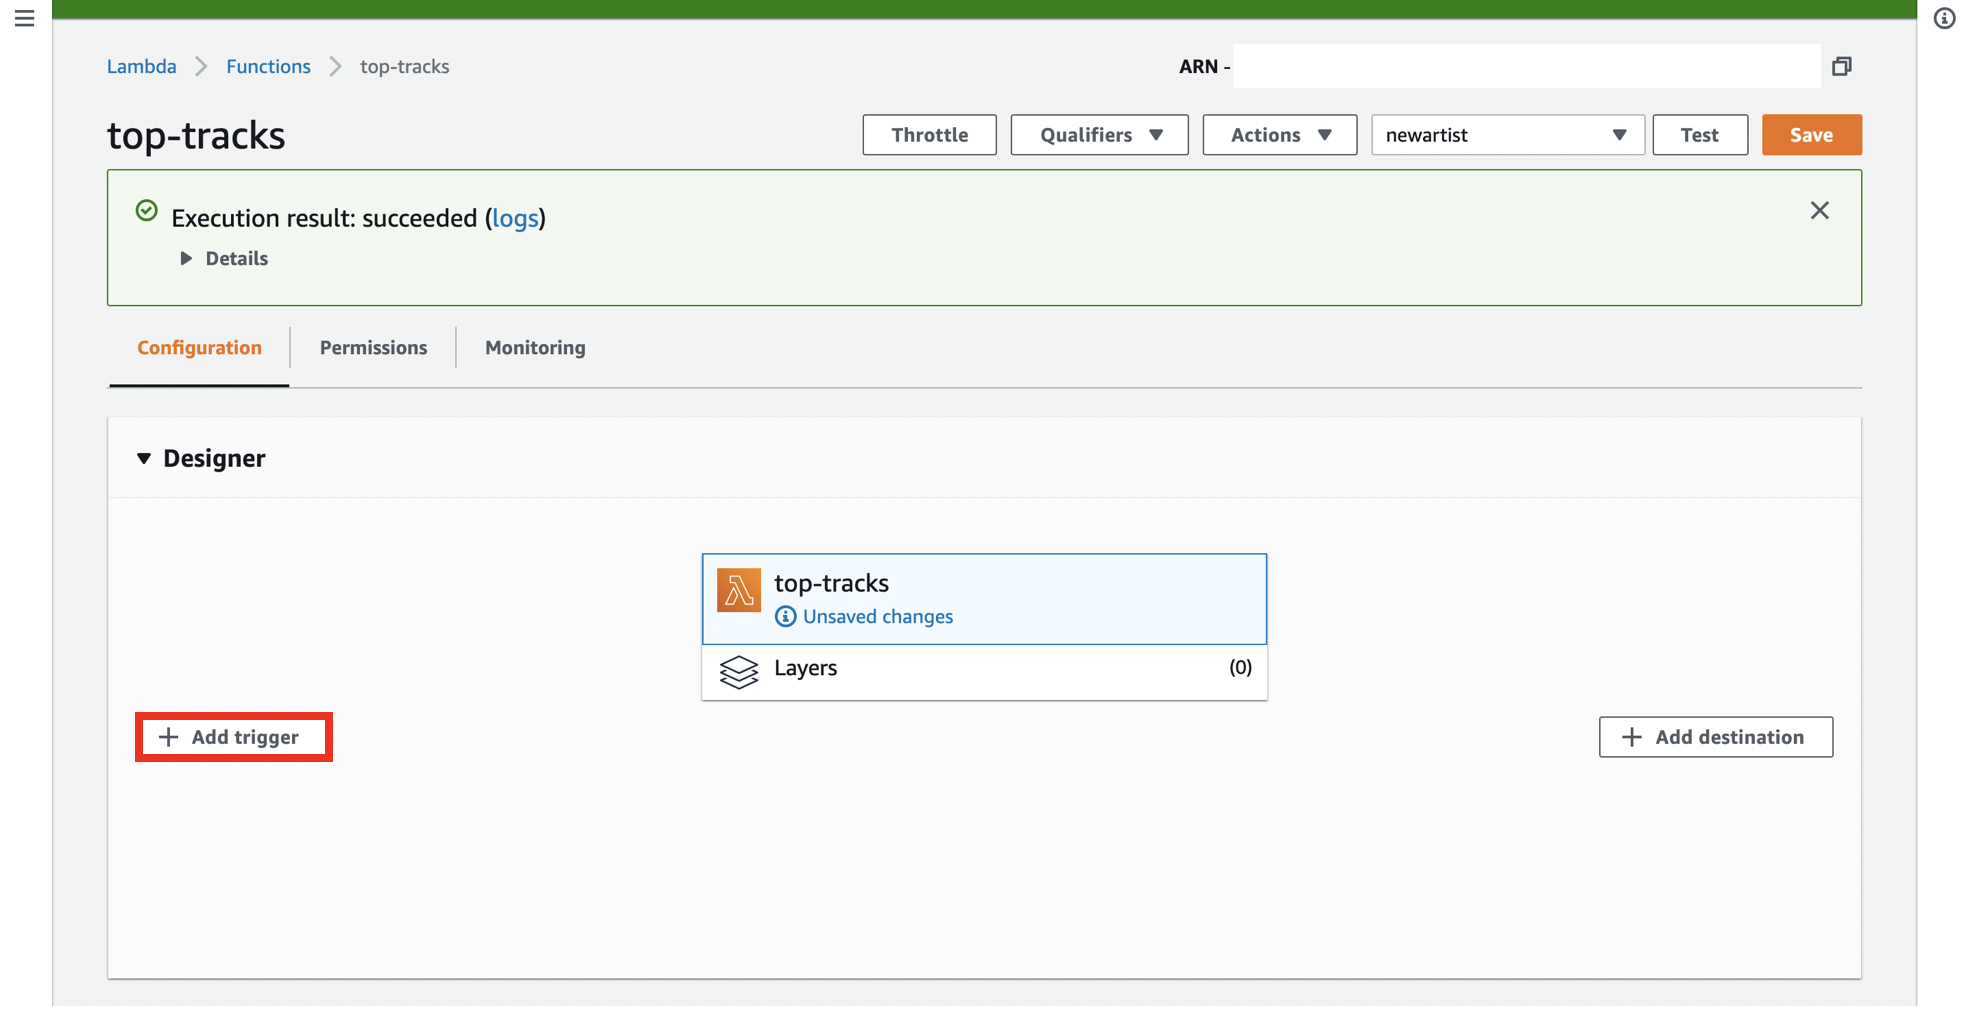 Lambda Functions top-tracks ARN -
top-tracks Throttle Qualifiers Actions newartist Test Save
Execution result: succeeded (logs)
Details
Configuration Permissions Monitoring
Designer
top-tracks
Unsaved changes
Layers (0)
Add trigger Add destination